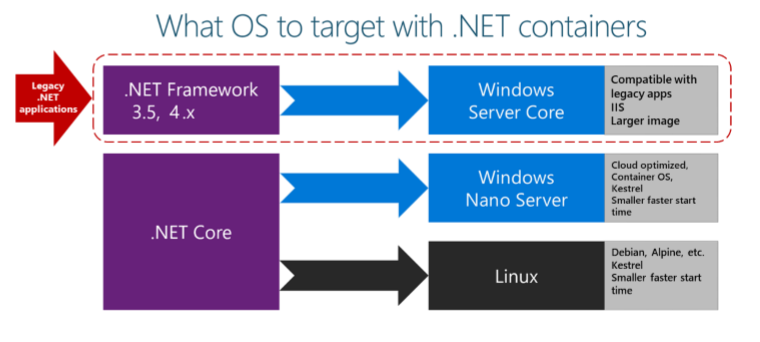 What OS to target with .NET containers
Legacy
.NET
applications
.NET Framework
3.5, 4.x
Windows
Server Core
Compatible with
legacy apps
IIS
Larger image
.NET Core
Windows
Nano Server
Cloud optimized,
Container OS,
Kestrel
Smaller faster start
time
Linux
Debian, Alpine, etc.
Kestrel
Smaller faster start
time